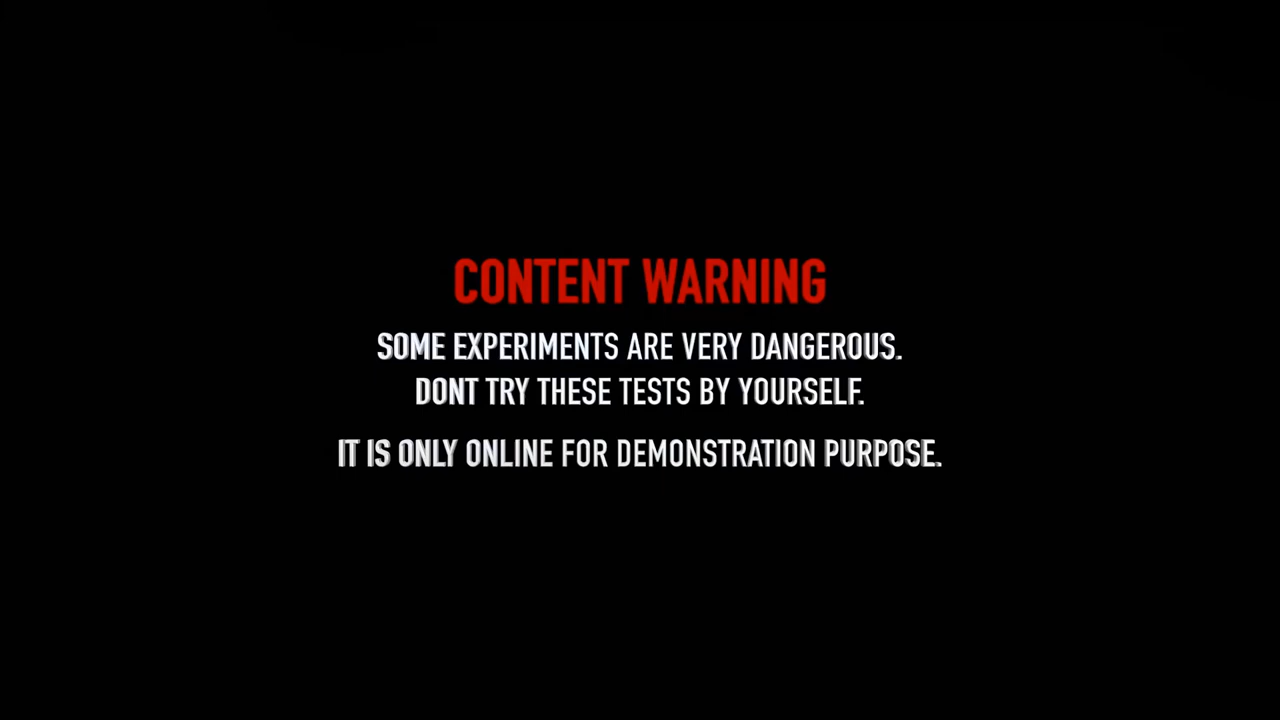 CONTENT WARNING
SOME EXPERIMENTS ARE VERY DANGEROUS.
DONT TRY THESE TESTS BY YOURSELF.
IT IS ONLY ONLINE FOR DEMONSTRATION PURPOSE.